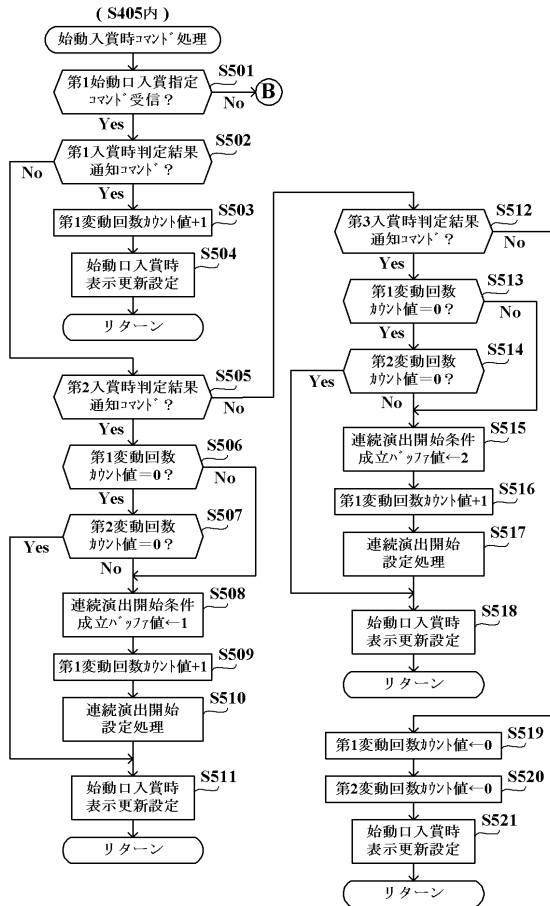 ( S405内 )
始動入賞時コマンド処理
S501
第1始動口入賞指定
コマンド受信？
No
B
Yes
S502
第1入賞時判定結果
通知コマンド？
No
Yes
S503
第1変動回数カウント値+1
S504
始動口入賞時
表示更新設定
リターン
S505
第2入賞時判定結果
通知コマンド？
No
Yes
S506
第1変動回数
カウント値＝0？
No
Yes
S507
第2変動回数
カウント値＝0？
Yes
No
S508
連続演出開始条件
成立バッファ値←1
S509
第1変動回数カウント値+1
S510
連続演出開始
設定処理
S511
始動口入賞時
表示更新設定
リターン
S512
第3入賞時判定結果
通知コマンド？
No
Yes
S513
第1変動回数
カウント値＝0？
No
Yes
S514
第2変動回数
カウント値＝0？
Yes
No
S515
連続演出開始条件
成立バッファ値←2
S516
第1変動回数カウント値+1
S517
連続演出開始
設定処理
S518
始動口入賞時
表示更新設定
リターン
S519
第1変動回数カウント値←0
S520
第2変動回数カウント値←0
S521
始動口入賞時
表示更新設定
リターン